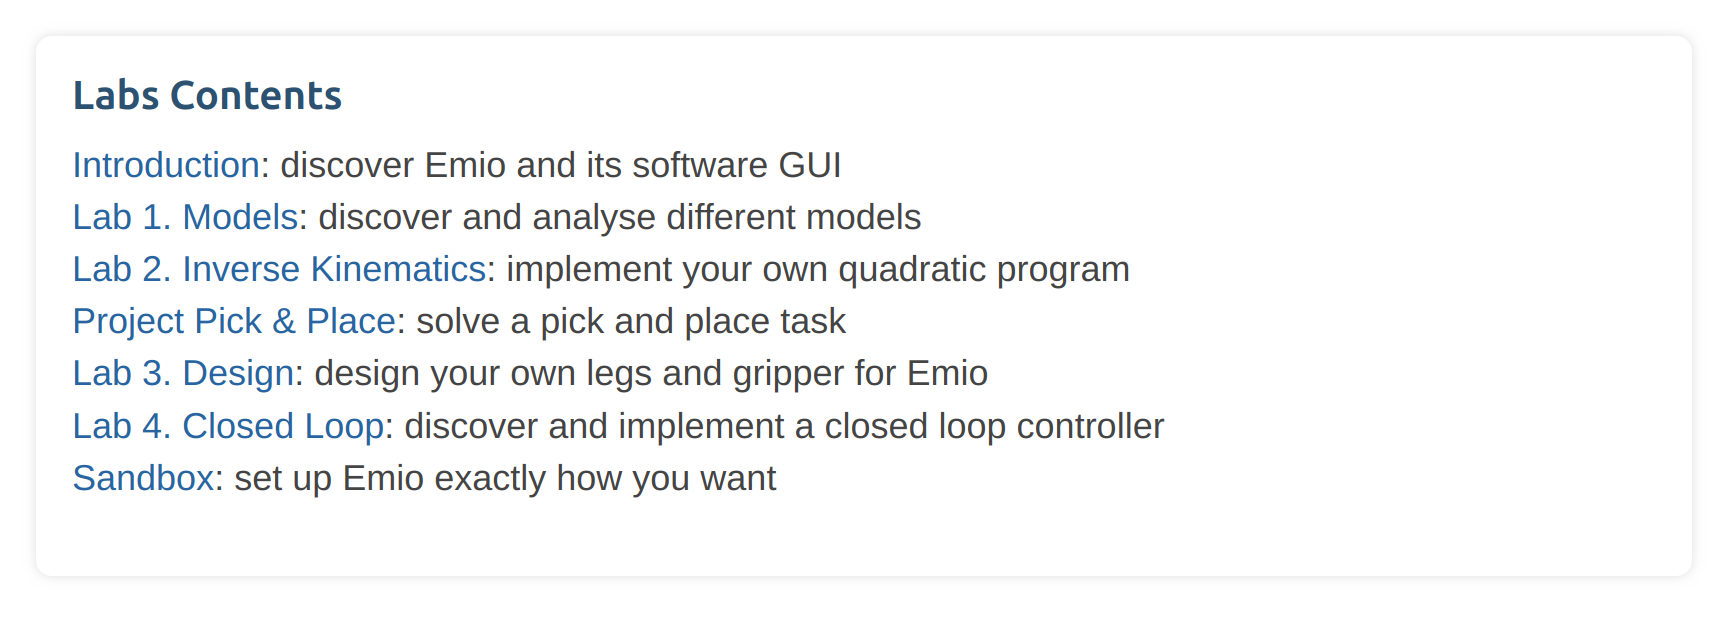 Labs Contents
Introduction: discover Emio and its software GUI
Lab 1. Models: discover and analyse different models
Lab 2. Inverse Kinematics: implement your own quadratic program
Project Pick & Place: solve a pick and place task
Lab 3. Design: design your own legs and gripper for Emio
Lab 4. Closed Loop: discover and implement a closed loop controller
Sandbox: set up Emio exactly how you want